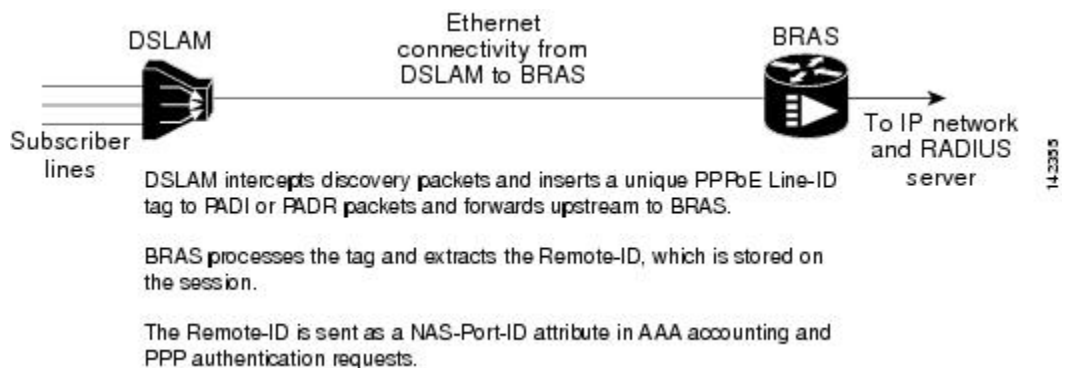 DSLAM
Ethernet
connectivity from
DSLAM to BRAS
BRAS
Subscriber
lines
To IP network
and RADIUS
server
142355
DSLAM intercepts discovery packets and inserts a unique PPPoE Line-ID
tag to PADI or PADR packets and forwards upstream to BRAS.
BRAS processes the tag and extracts the Remote-ID, which is stored on
the session.
The Remote-ID is sent as a NAS-Port-ID attribute in AAA accounting and
PPP authentication requests.